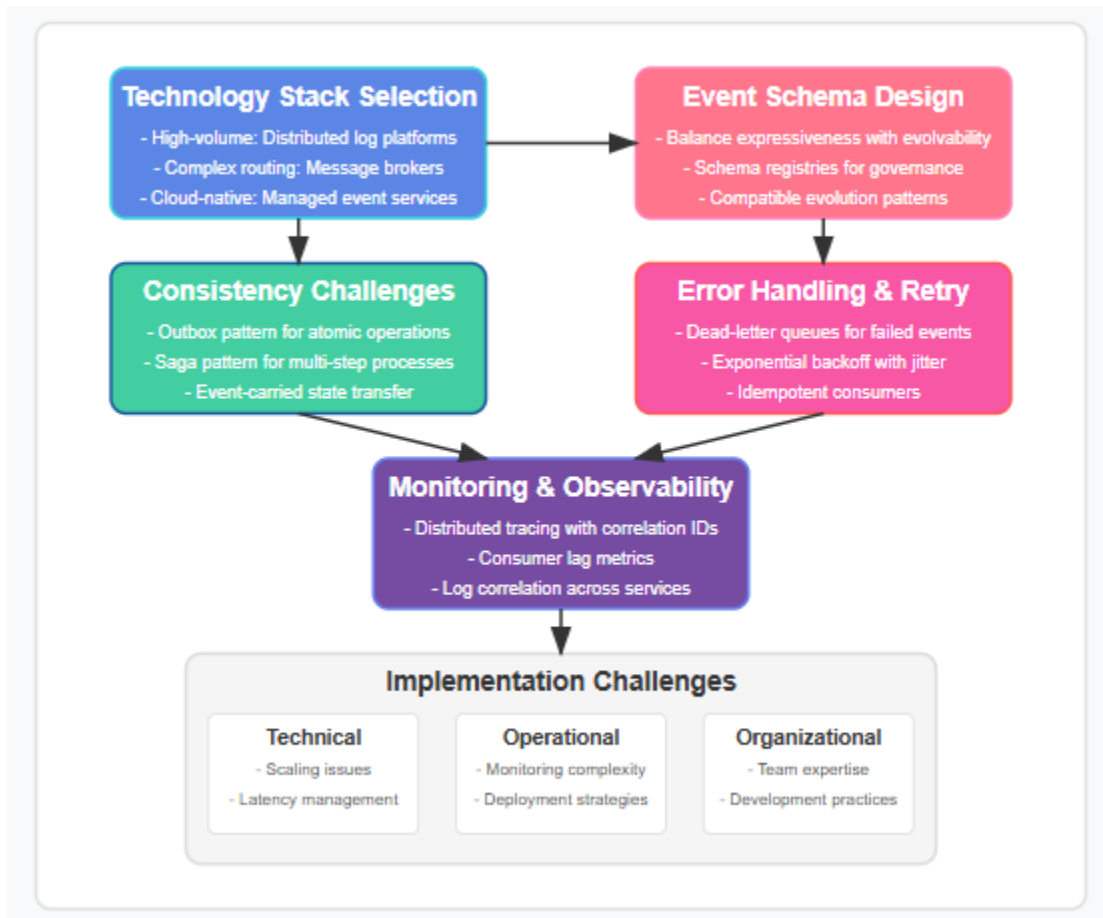 Technology Stack Selection
- High-volume: Distributed log platforms
- Complex routing: Message brokers
- Cloud-native: Managed event services
Event Schema Design
- Balance expressiveness with evolvability
- Schema registries for governance
- Compatible evolution patterns
Consistency Challenges
- Outbox pattern for atomic operations
- Saga pattern for multi-step processes
- Event-carried state transfer
Error Handling & Retry
- Dead-letter queues for failed events
- Exponential backoff with jitter
- Idempotent consumers
Monitoring & Observability
- Distributed tracing with correlation IDs
- Consumer lag metrics
- Log correlation across services
Implementation Challenges
Technical
- Scaling issues
- Latency management
Operational
- Monitoring complexity
- Deployment strategies
Organizational
- Team expertise
- Development practices